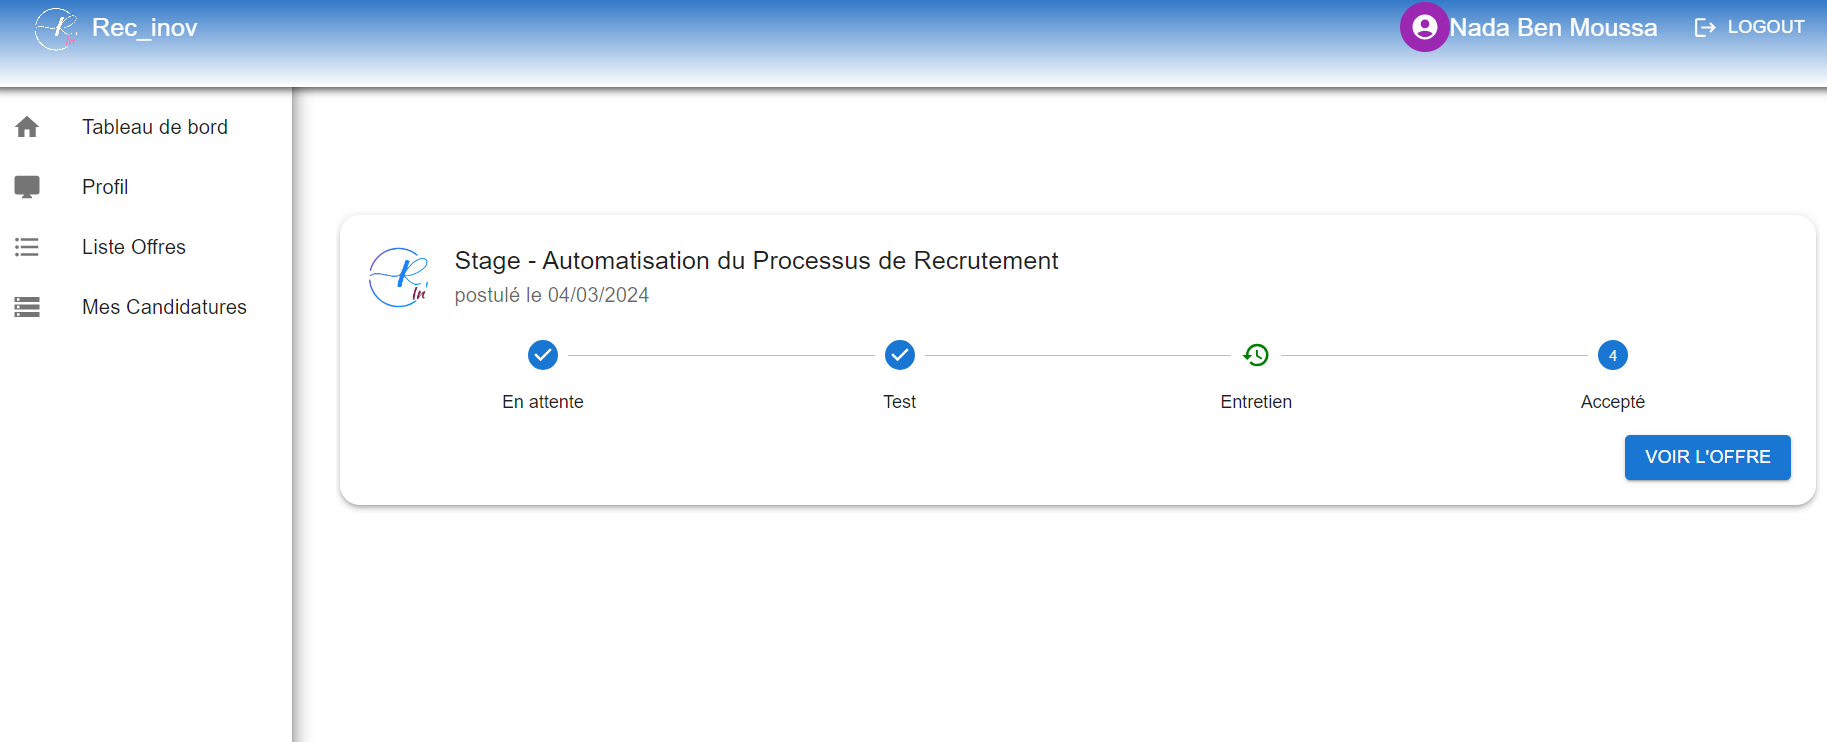 Rec_inov
Nada Ben Moussa
LOGOUT
Tableau de bord
Profil
Liste Offres
Mes Candidatures
R In
Stage - Automatisation du Processus de Recrutement
postulé le 04/03/2024
4
En attente
Test
Entretien
Accepté
VOIR L'OFFRE